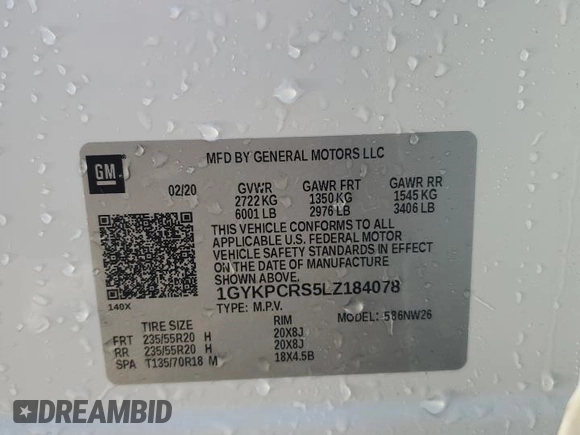 GM
MFD BY GENERAL MOTORS LLC
02/20 GVWR GAWR FRT GAWR RR
2722 KG 1350 KG 1545 KG
6001 LB 2976 LB 3406 LB
THIS VEHICLE CONFORMS TO ALL
APPLICABLE U.S. FEDERAL MOTOR
VEHICLE SAFETY STANDARDS IN EFFECT
ON THE DATE OF MANUFACTURE
SHOWN ABOVE.
1GYKPCRS5LZ184078
TYPE: M.P.V. MODEL: 586NW26
140X
TIRE SIZE RIM
FRT 235/55R20 H 20X8J
RR 235/55R20 H 20X8J
SPA T135/70R18 M 18X4.5B
DREAMBID